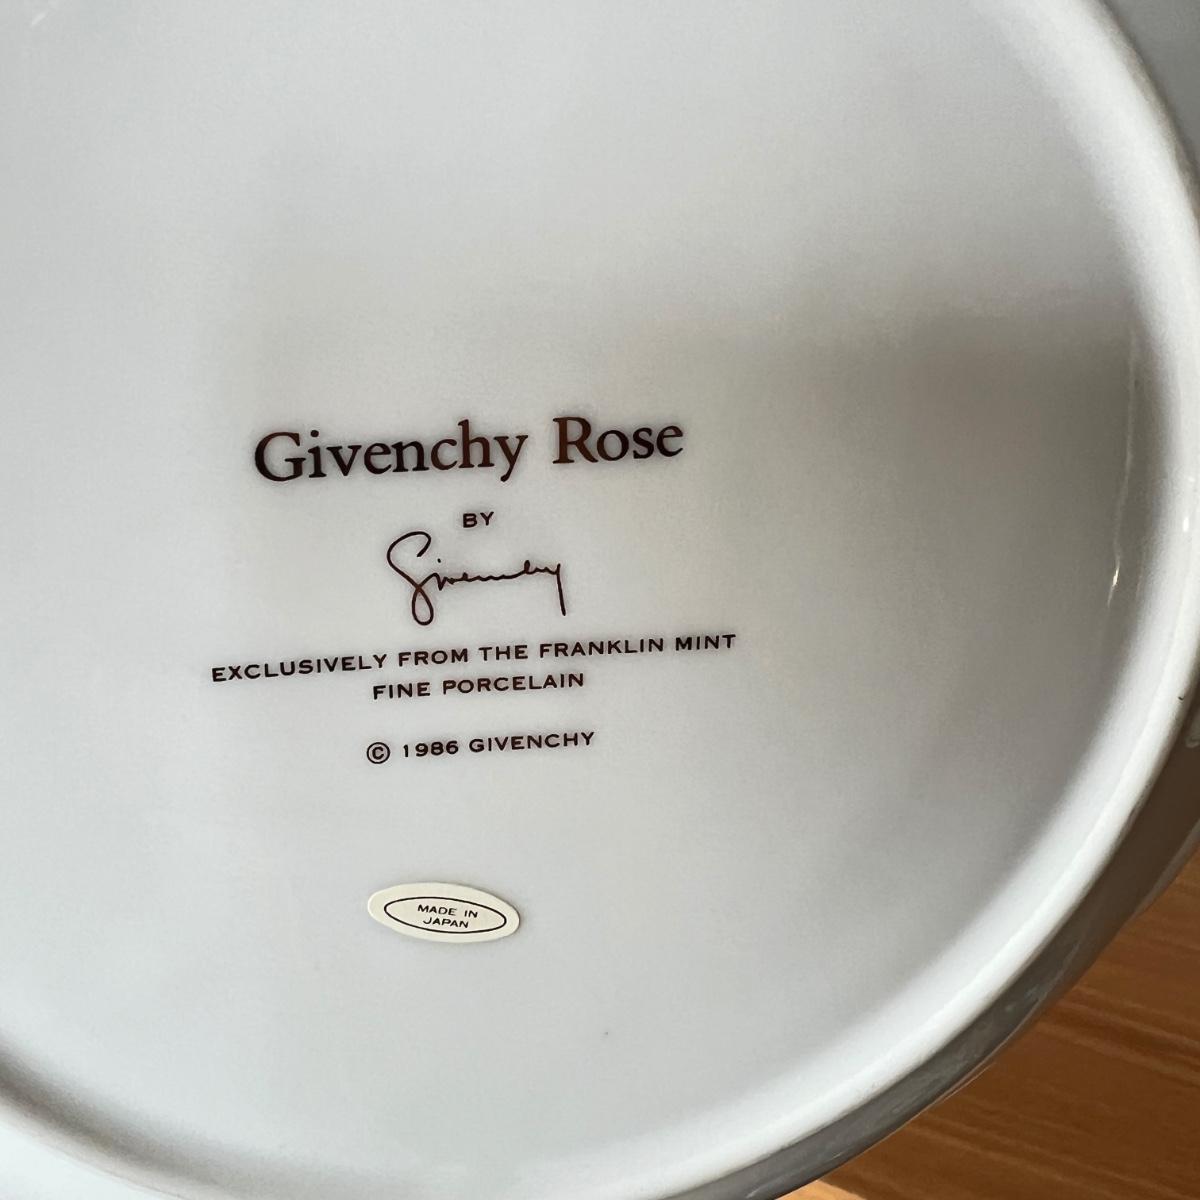 Givenchy Rose
BY
Givenchy
EXCLUSIVELY FROM THE FRANKLIN MINT
FINE PORCELAIN
© 1986 GIVENCHY
MADE IN
JAPAN